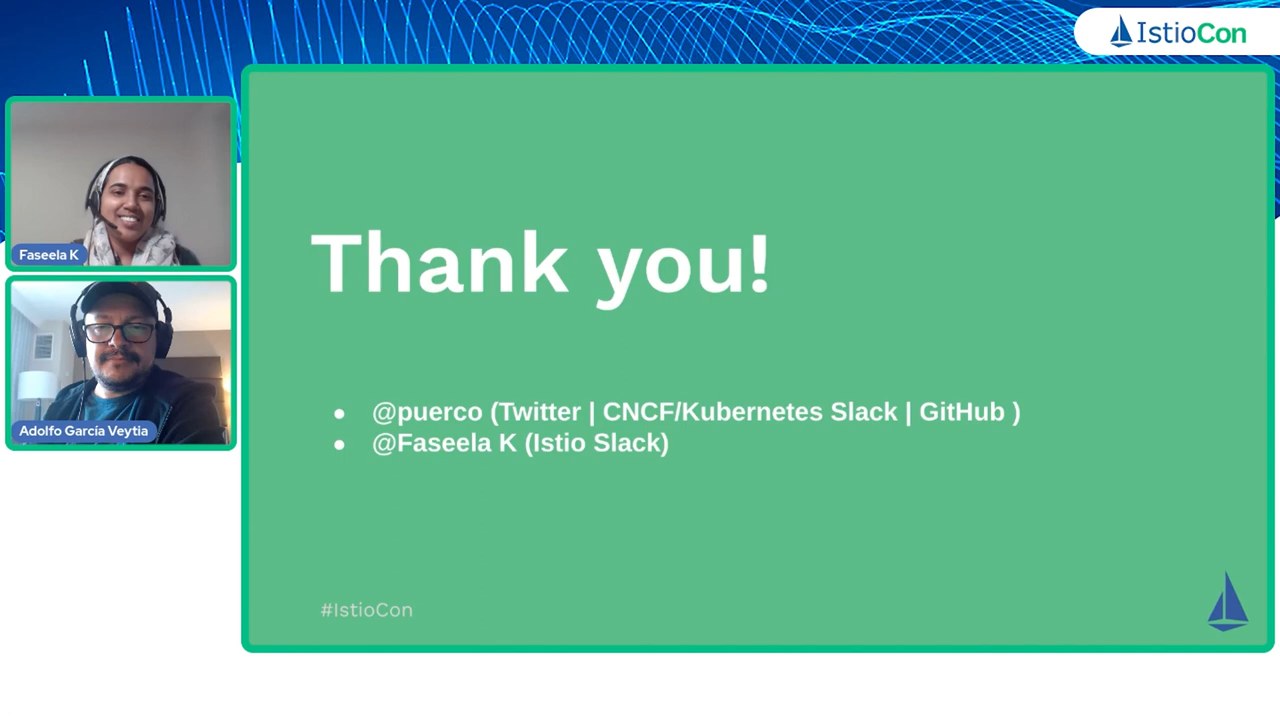 IstioCon
Faseela K
Adolfo García Veytia
Thank you!
● @puerco (Twitter | CNCF/Kubernetes Slack | GitHub )
● @Faseela K (Istio Slack)
#IstioCon